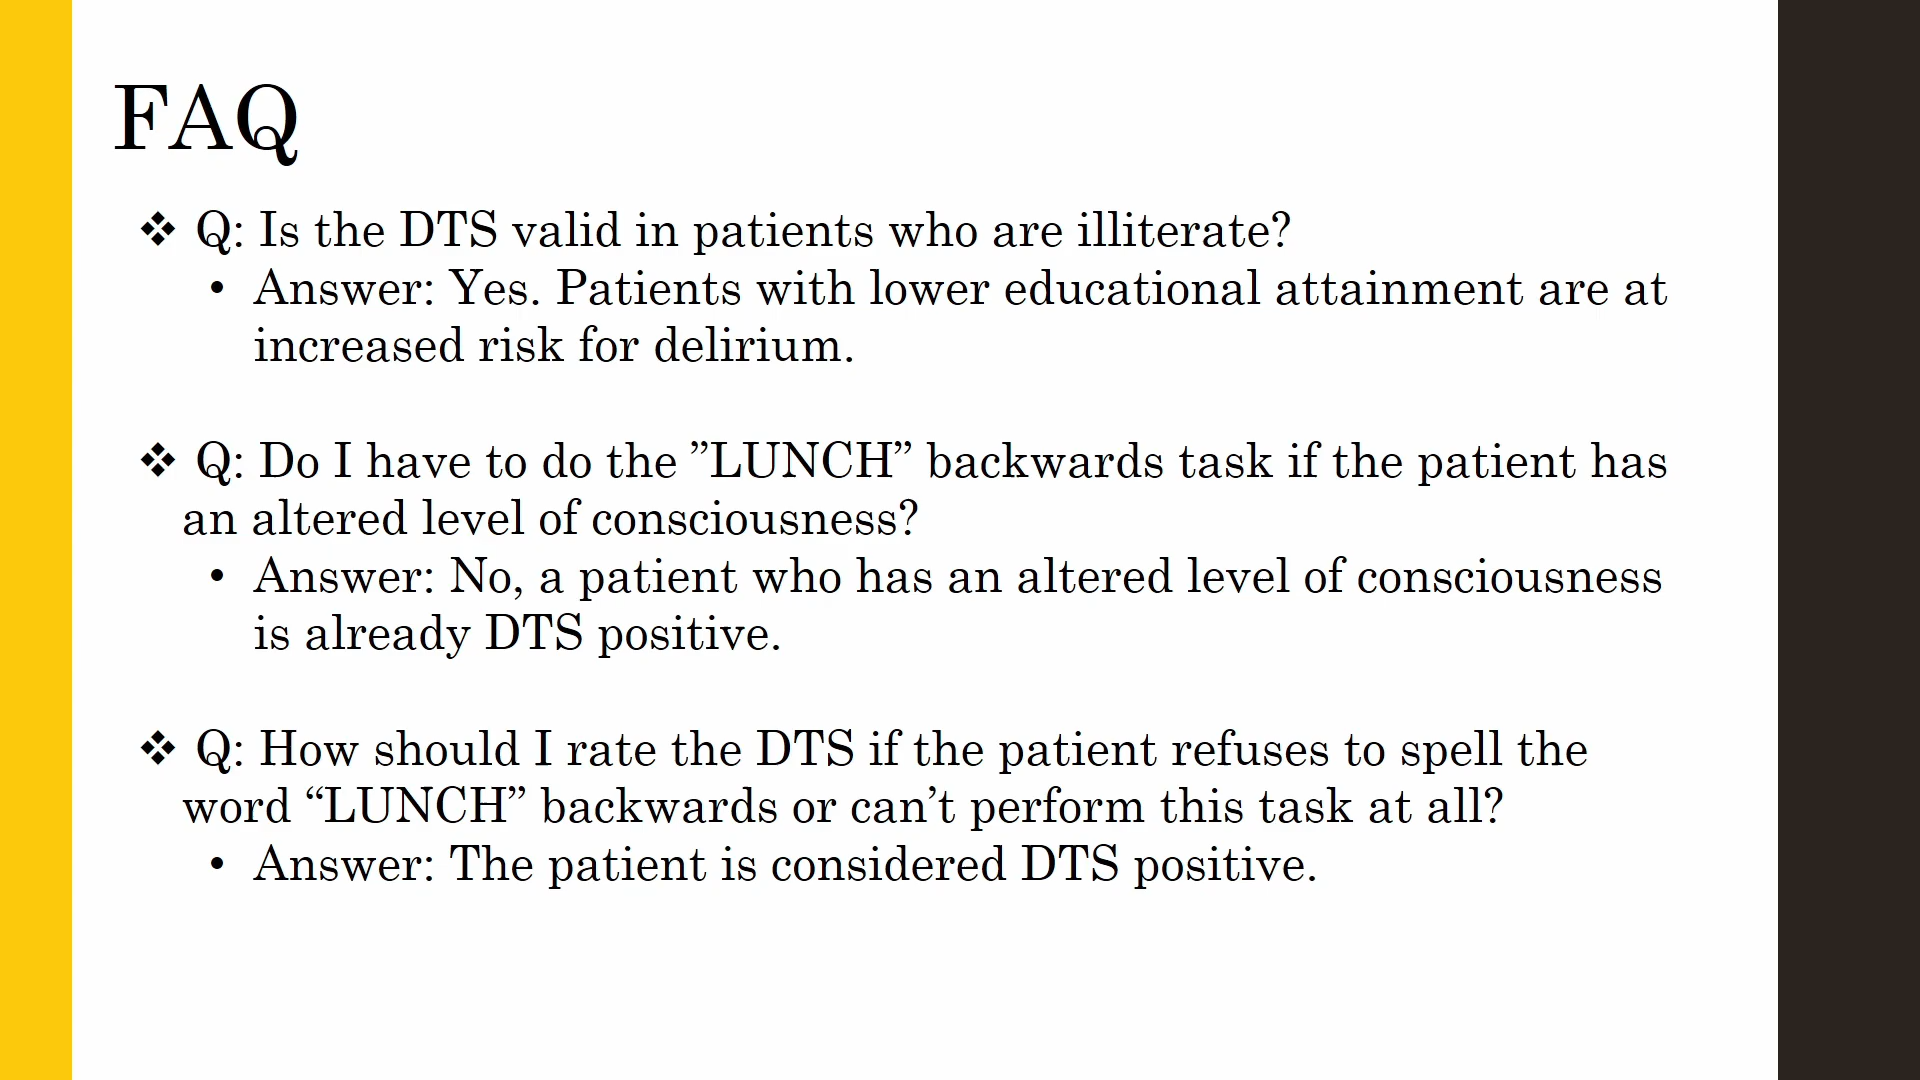 FAQ
❖ Q: Is the DTS valid in patients who are illiterate?
• Answer: Yes. Patients with lower educational attainment are at
increased risk for delirium.
❖ Q: Do I have to do the ”LUNCH” backwards task if the patient has
an altered level of consciousness?
• Answer: No, a patient who has an altered level of consciousness
is already DTS positive.
❖ Q: How should I rate the DTS if the patient refuses to spell the
word “LUNCH” backwards or can’t perform this task at all?
• Answer: The patient is considered DTS positive.